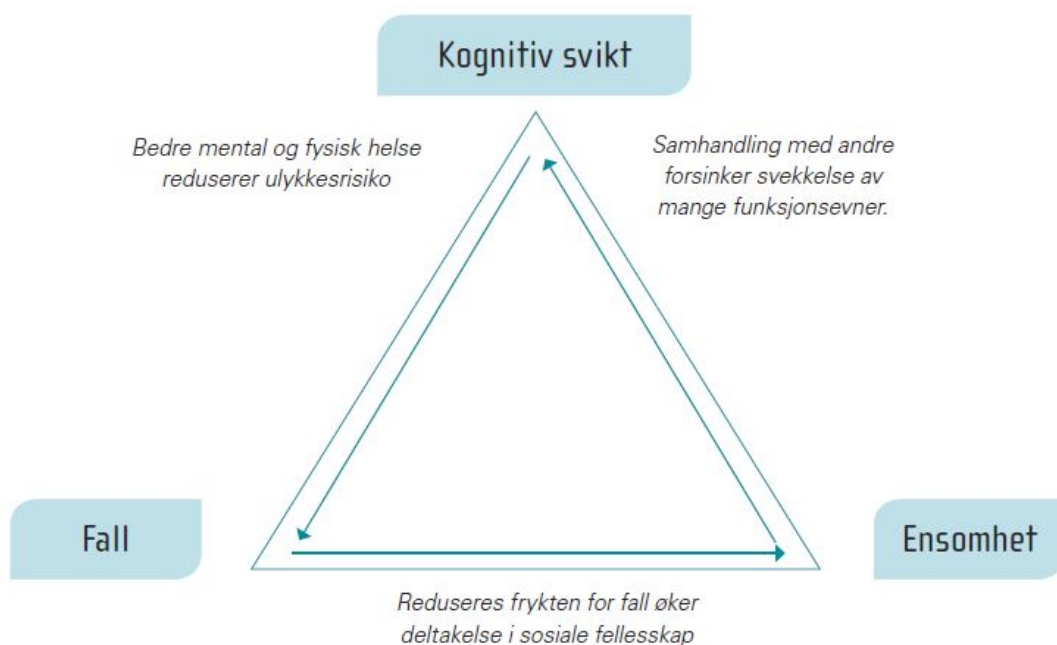 Kognitiv svikt
Bedre mental og fysisk helse
reduserer ulykkesrisiko
Samhandling med andre
forsinker svekkelse av
mange funksjonsevner.
Fall
Ensomhet
Reduseres frykten for fall øker
deltakelse i sosiale fellesskap